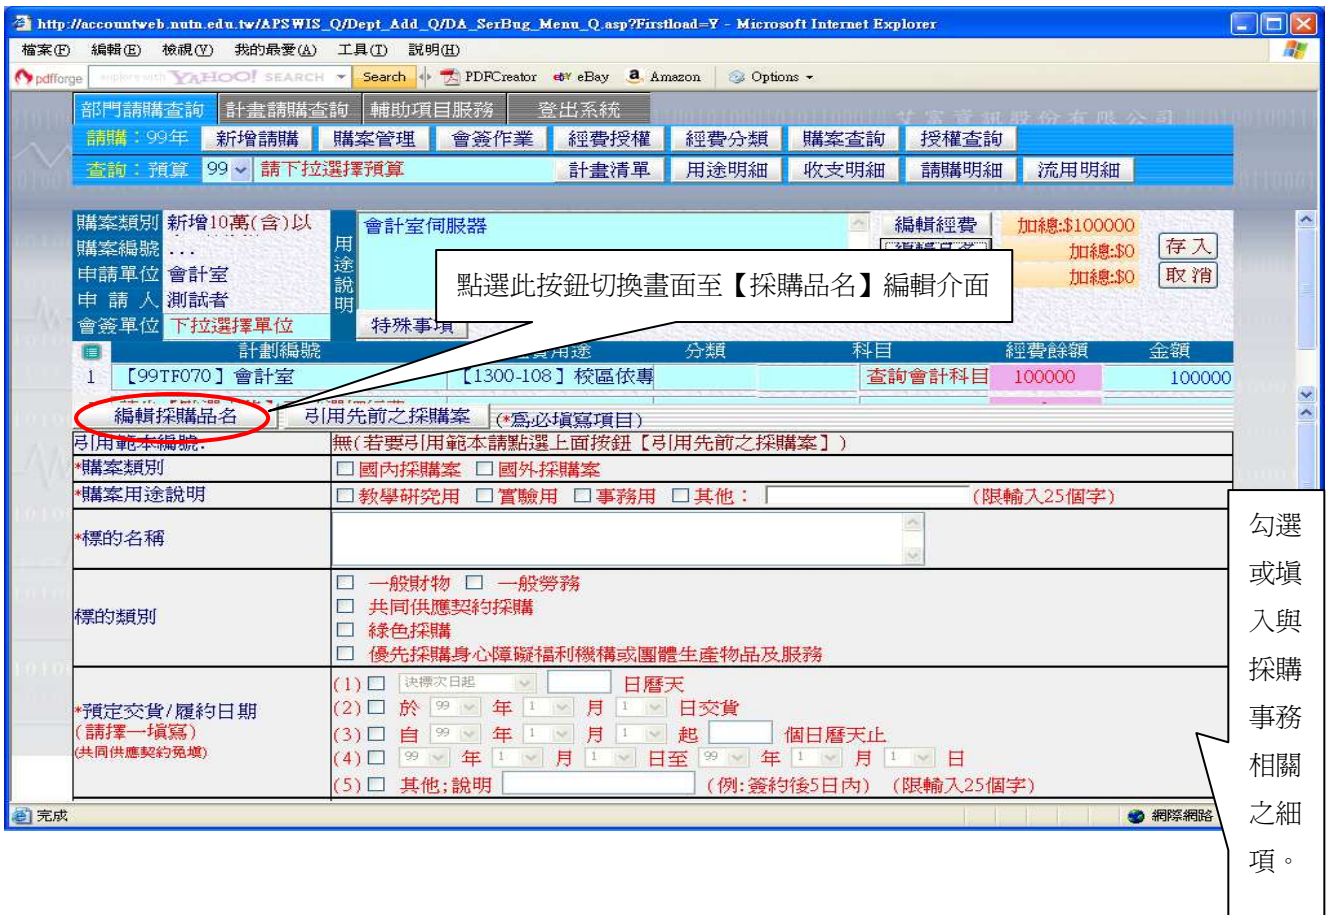 http://accountweb.nutn.edu.tw/APSWIS_Q/Dept_Add_Q/DA_SerBug_Menu_Q.asp?Firstload=Y - Microsoft Internet Explorer
檔案(F) 編輯(E) 檢視(V) 我的最愛(A) 工具(T) 說明(H)
pdfforge YAHOO! SEARCH Search PDFCreator eBay Amazon Options
部門請購查詢 計畫請購查詢 輔助項目服務 登出系統
艾富資訊股份有限公司
請購：99年 新增請購 購案管理 會簽作業 經費授權 經費分類 購案查詢 授權查詢
查詢：預算 99 請下拉選擇預算 計畫清單 用途明細 收支明細 請購明細 流用明細
購案類別 新增10萬(含)以
購案編號 ...
申請單位 會計室
申 請 人 測試者
會簽單位 下拉選擇單位
用途說明
會計室伺服器
特殊事項
編輯經費 加總:$100000
加總:$0
加總:$0
存入
取消
點選此按鈕切換畫面至【採購品名】編輯介面
計劃編號 用途 分類 科目 經費餘額 金額
1 【99TF070】會計室 【1300-108】校區依專 查詢會計科目 100000 100000
編輯採購品名 引用先前之採購案 (*為必填寫項目)
引用範本編號: 無(若要引用範本請點選上面按鈕【引用先前之採購案】)
*購案類別 國內採購案 國外採購案
*購案用途說明 教學研究用 實驗用 事務用 其他： (限輸入25個字)
*標的名稱
標的類別
一般財物 一般勞務
共同供應契約採購
綠色採購
優先採購身心障礙福利機構或團體生產物品及服務
*預定交貨/履約日期
(請擇一填寫)
(共同供應契約免填)
(1) 決標次日起 日曆天
(2) 於 99 年 1 月 1 日交貨
(3) 自 99 年 1 月 1 起 個日曆天止
(4) 99 年 1 月 1 日至 99 年 1 月 1 日
(5) 其他;說明 (例:簽約後5日內) (限輸入25個字)
勾選
或填
入與
採購
事務
相關
之細
項。
完成 網際網路